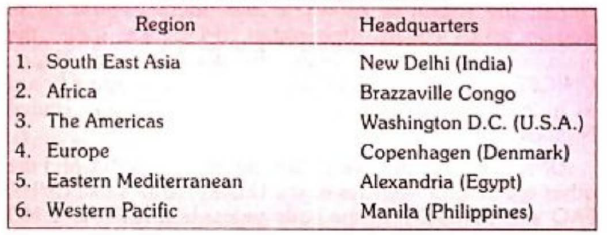 Region Headquarters
1. South East Asia New Delhi (India)
2. Africa Brazzaville Congo
3. The Americas Washington D.C. (U.S.A.)
4. Europe Copenhagen (Denmark)
5. Eastern Mediterranean Alexandria (Egypt)
6. Western Pacific Manila (Philippines)